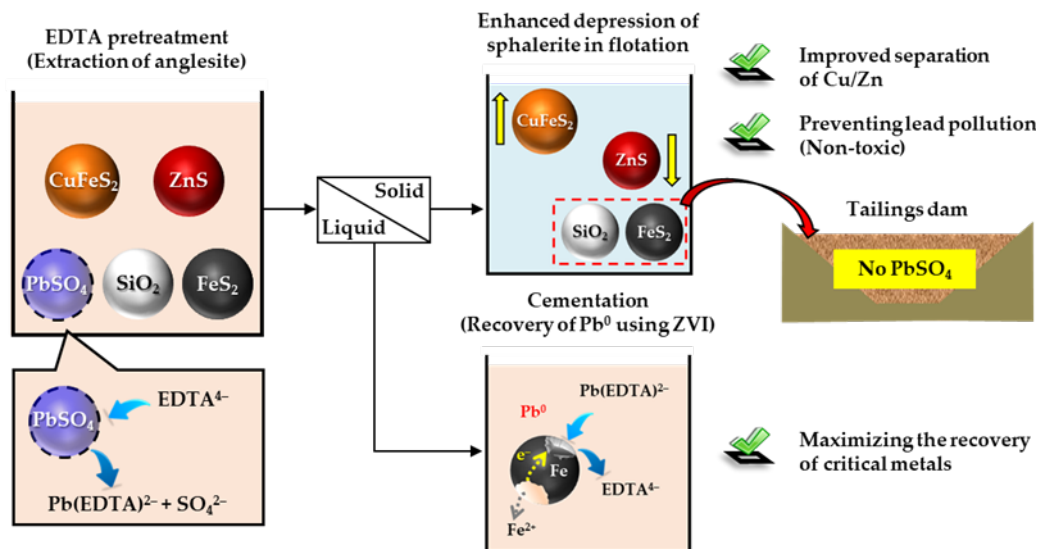 EDTA pretreatment
(Extraction of anglesite)
CuFeS₂
ZnS
PbSO₄
SiO₂
FeS₂
PbSO₄
EDTA⁴⁻
Pb(EDTA)²⁻ + SO₄²⁻
Solid
Liquid
Enhanced depression of
sphalerite in flotation
CuFeS₂
ZnS
SiO₂
FeS₂
Cementation
(Recovery of Pb⁰ using ZVI)
Pb(EDTA)²⁻
Pb⁰
e⁻
Fe
EDTA⁴⁻
Fe²⁺
Improved separation
of Cu/Zn
Preventing lead pollution
(Non-toxic)
Tailings dam
No PbSO₄
Maximizing the recovery
of critical metals